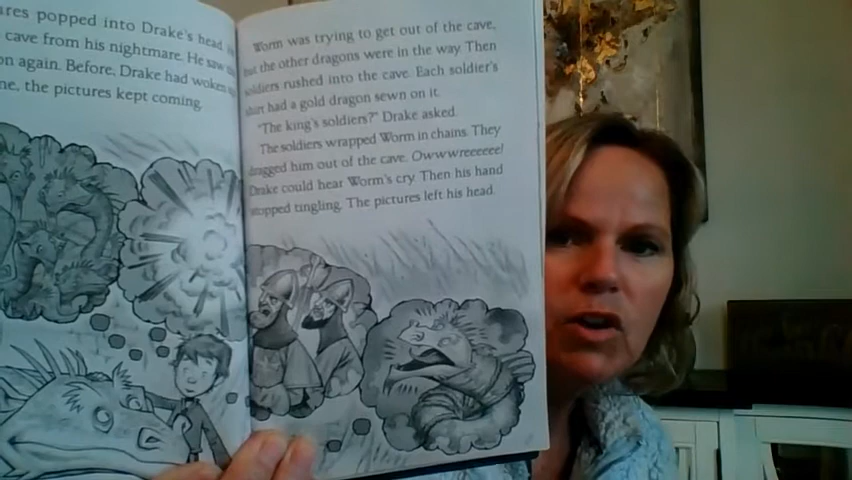 ures popped into Drake's head
cave from his nightmare. He saw
on again. Before, Drake had woken
ne, the pictures kept coming.
Worm was trying to get out of the cave,
but the other dragons were in the way. Then
soldiers rushed into the cave. Each soldier's
shirt had a gold dragon sewn on it.
"The king's soldiers?" Drake asked.
The soldiers wrapped Worm in chains. They
dragged him out of the cave. Owwwreeeeee!
Drake could hear Worm's cry. Then his hand
stopped tingling. The pictures left his head.